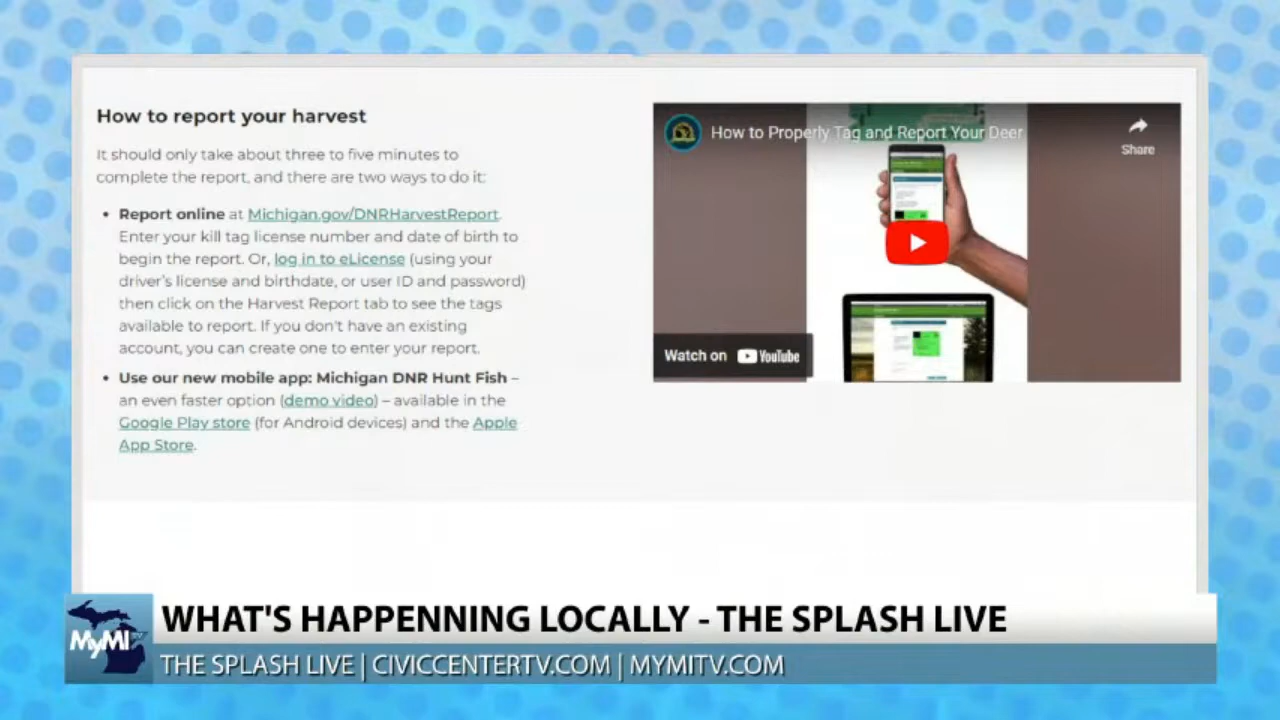 How to report your harvest
It should only take about three to five minutes to
complete the report, and there are two ways to do it:
• Report online at Michigan.gov/DNRHarvestReport.
Enter your kill tag license number and date of birth to
begin the report. Or, log in to eLicense (using your
driver's license and birthdate, or user ID and password)
then click on the Harvest Report tab to see the tags
available to report. If you don't have an existing
account, you can create one to enter your report.
• Use our new mobile app: Michigan DNR Hunt Fish –
an even faster option (demo video) – available in the
Google Play store (for Android devices) and the Apple
App Store.
How to Properly Tag and Report Your Deer
Share
Watch on YouTube
WHAT'S HAPPENNING LOCALLY - THE SPLASH LIVE
MyMI TV
THE SPLASH LIVE | CIVICCENTERTV.COM | MYMITV.COM